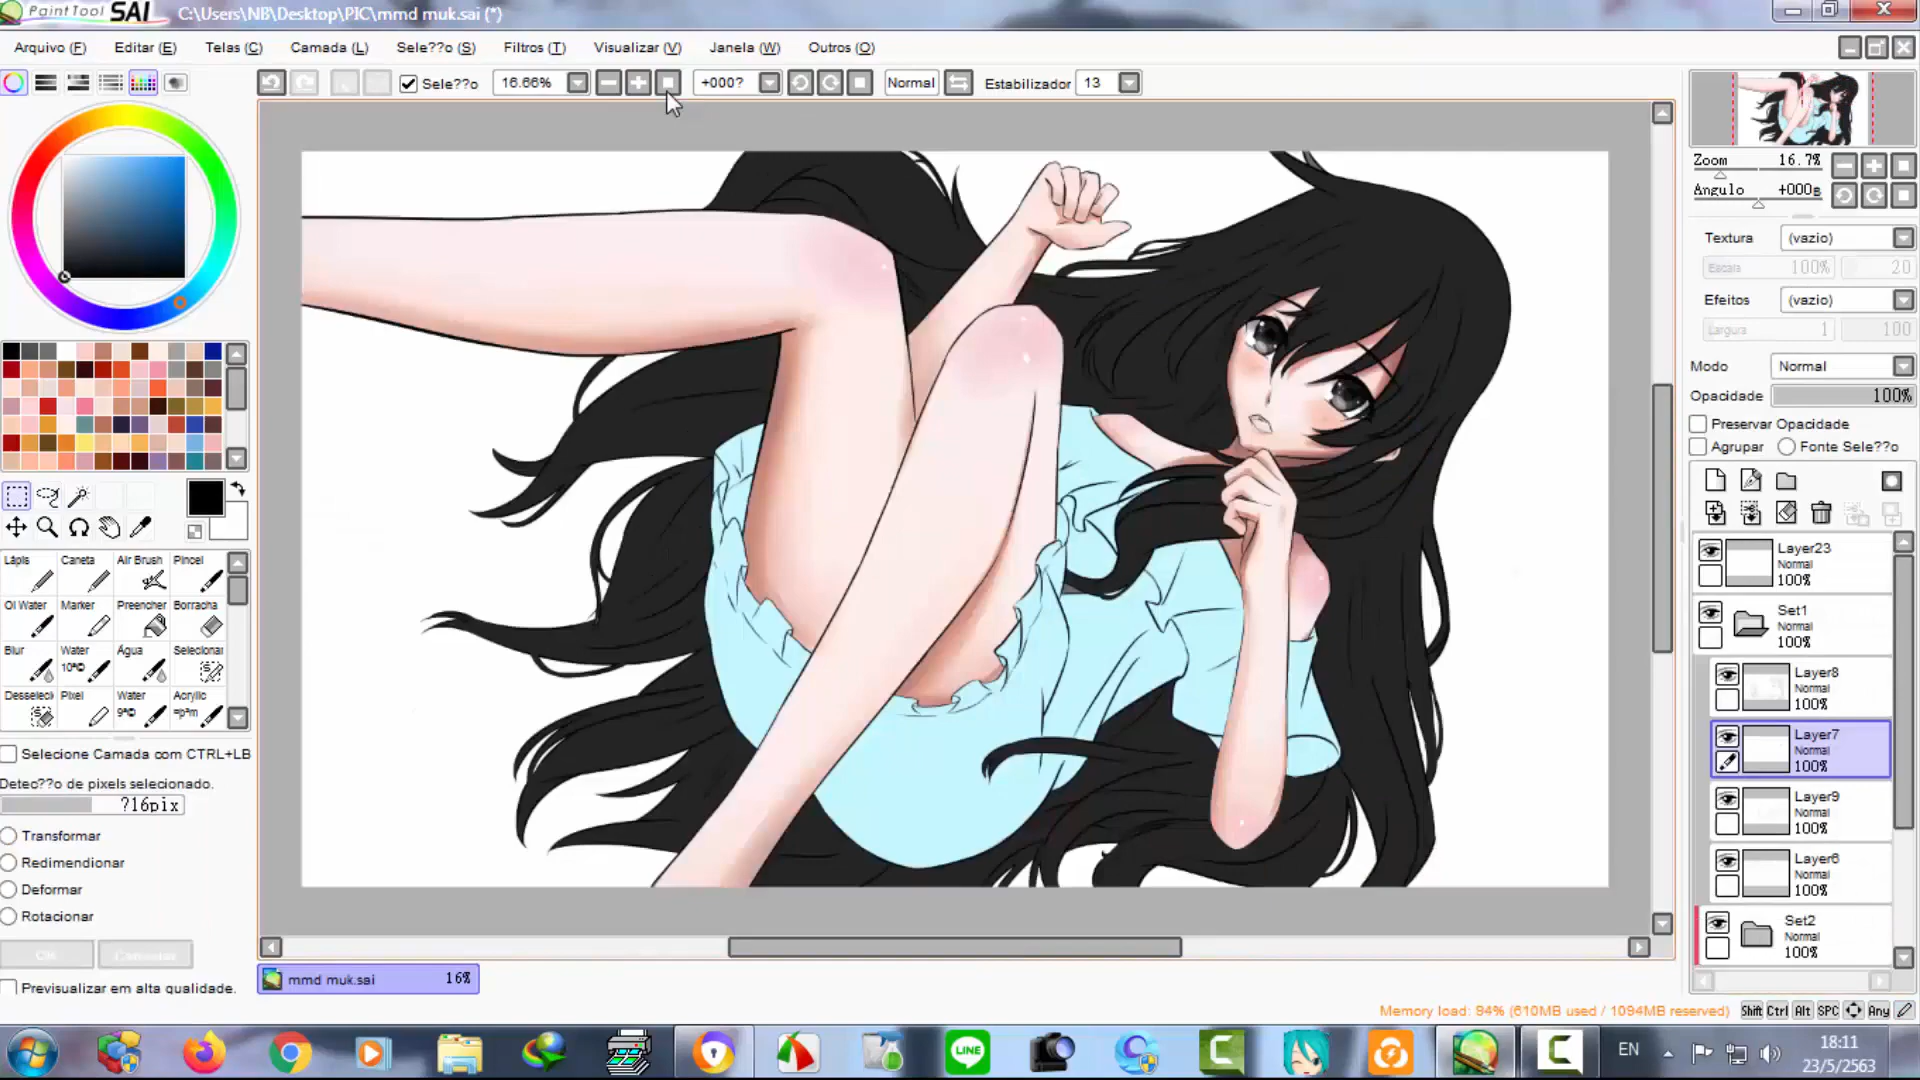 PaintTool SAI C:\Users\NB\Desktop\PIC\mmd muk.sai (*)
Arquivo (F) Editar (E) Telas (C) Camada (L) Sele??o (S) Filtros (T) Visualizar (V) Janela (W) Outros (O)
Sele??o 16.66% +000? Normal Estabilizador 13
Zoom 16.7%
Angulo +000
Textura (vazio)
Escala 100% 20
Efeitos (vazio)
Largura 1 100
Modo Normal
Opacidade 100%
Preservar Opacidade
Agrupar Fonte Sele??o
Lápis Caneta Air Brush Pincel
Ol Water Marker Preencher Borracha
Blur Water 10ªD Água Selecionar
Desselecí Pixel Water 9ªD Acrylic =pªm
Selecione Camada com CTRL+LB
Detec??o de pixels selecionado.
?16pix
Transformar
Redimendionar
Deformar
Rotacionar
OK Cancelar
Previsualizar em alta qualidade.
Layer23
Normal
100%
Set1
Normal
100%
Layer8
Normal
100%
Layer7
Normal
100%
Layer9
Normal
100%
Layer6
Normal
100%
Set2
Normal
100%
mmd muk.sai 16%
Memory load: 94% (610MB used / 1094MB reserved) Shift Ctrl Alt SPC Any
LINE
EN
18:11
23/5/2563